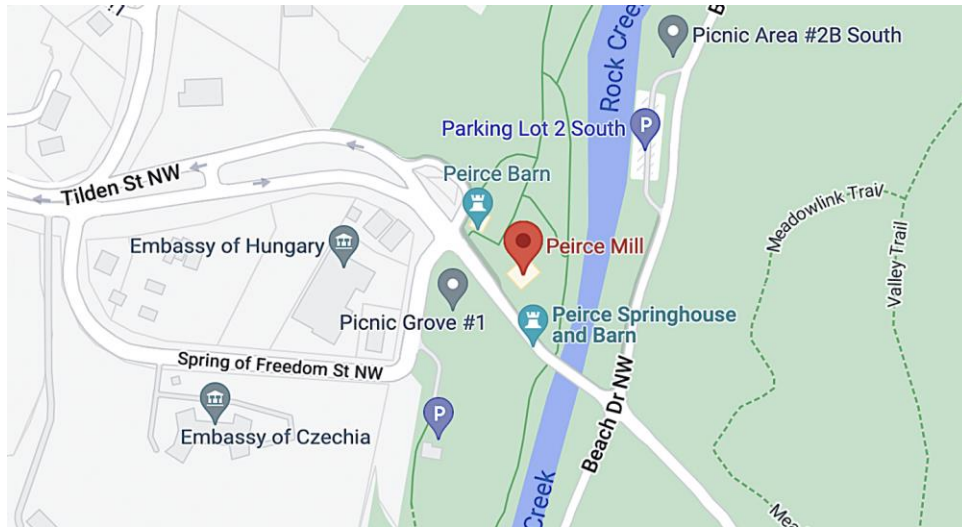 Picnic Area #2B South
Rock Creek
Parking Lot 2 South
P
Tilden St NW
Peirce Barn
Meadowlink Trail
Valley Trail
Embassy of Hungary
Peirce Mill
Picnic Grove #1
Peirce Springhouse
and Barn
Spring of Freedom St NW
Beach Dr NW
P
Embassy of Czechia
Creek